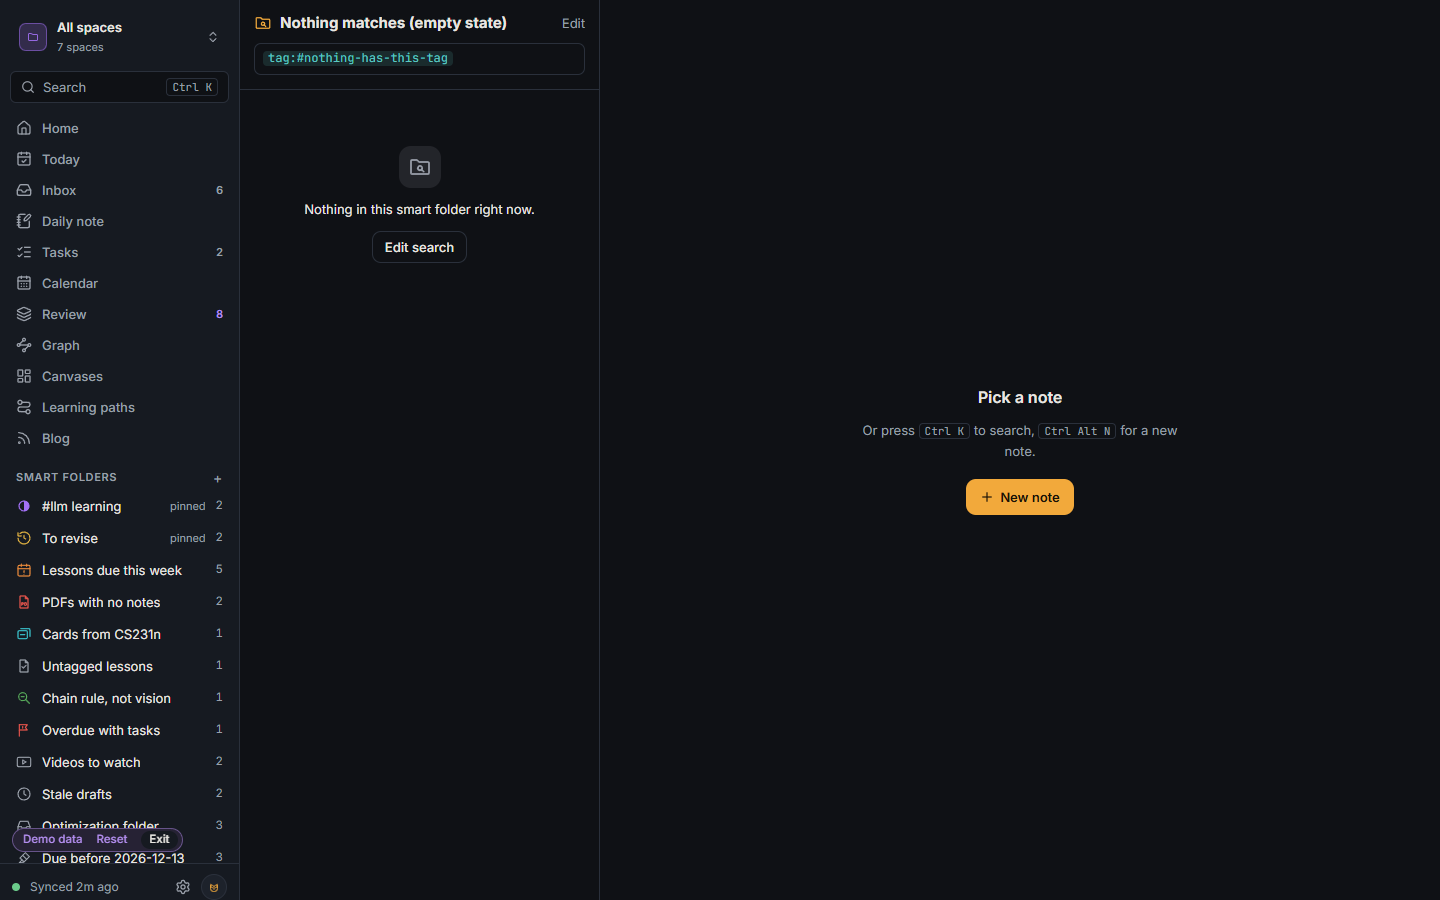 All spaces
7 spaces
Search Ctrl K
Home
Today
Inbox 6
Daily note
Tasks 2
Calendar
Review 8
Graph
Canvases
Learning paths
Blog
SMART FOLDERS +
#llm learning pinned 2
To revise pinned 2
Lessons due this week 5
PDFs with no notes 2
Cards from CS231n 1
Untagged lessons 1
Chain rule, not vision 1
Overdue with tasks 1
Videos to watch 2
Stale drafts 2
Optimization folder 3
Demo data Reset Exit
Due before 2026-12-13 3
Synced 2m ago
Nothing matches (empty state) Edit
tag:#nothing-has-this-tag
Nothing in this smart folder right now.
Edit search
Pick a note
Or press Ctrl K to search, Ctrl Alt N for a new
note.
+ New note